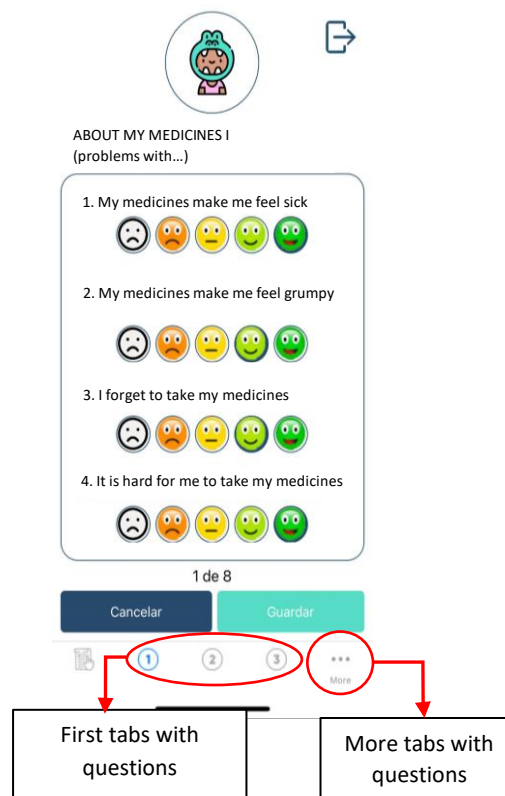 ABOUT MY MEDICINES I
(problems with...)
1. My medicines make me feel sick
2. My medicines make me feel grumpy
3. I forget to take my medicines
4. It is hard for me to take my medicines
1 de 8
Cancelar
Guardar
1
2
3
More
First tabs with
questions
More tabs with
questions